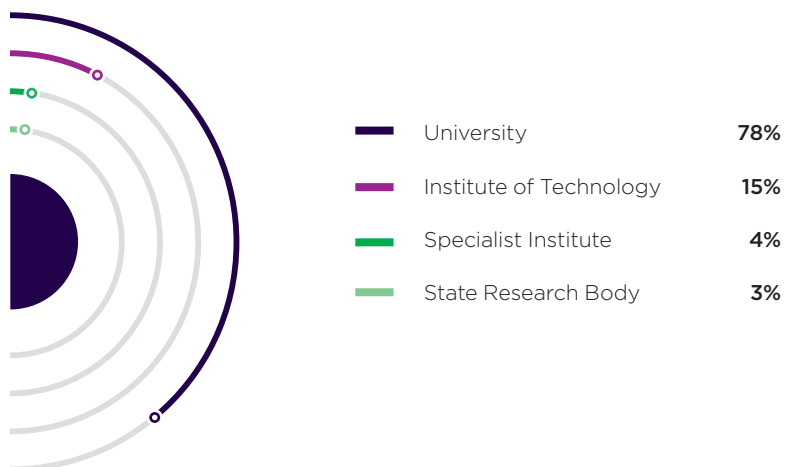 University 78%
Institute of Technology 15%
Specialist Institute 4%
State Research Body 3%